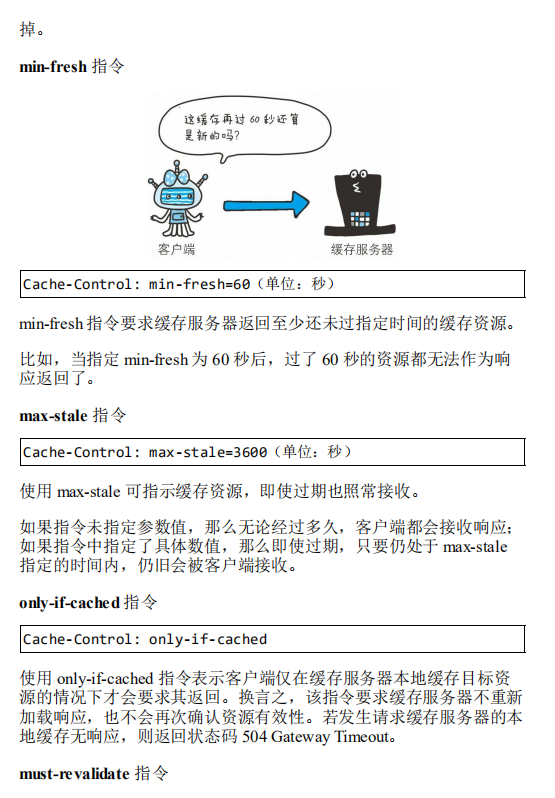 掉。
min-fresh 指令
这缓存再过 60 秒还算
是新的吗?
客户端
缓存服务器
Cache-Control: min-fresh=60（单位：秒）
min-fresh 指令要求缓存服务器返回至少还未过指定时间的缓存资源。
比如，当指定 min-fresh 为 60 秒后，过了 60 秒的资源都无法作为响
应返回了。
max-stale 指令
Cache-Control: max-stale=3600（单位：秒）
使用 max-stale 可指示缓存资源，即使过期也照常接收。
如果指令未指定参数值，那么无论经过多久，客户端都会接收响应；
如果指令中指定了具体数值，那么即使过期，只要仍处于 max-stale
指定的时间内，仍旧会被客户端接收。
only-if-cached 指令
Cache-Control: only-if-cached
使用 only-if-cached 指令表示客户端仅在缓存服务器本地缓存目标资
源的情况下才会要求其返回。换言之，该指令要求缓存服务器不重新
加载响应，也不会再次确认资源有效性。若发生请求缓存服务器的本
地缓存无响应，则返回状态码 504 Gateway Timeout。
must-revalidate 指令